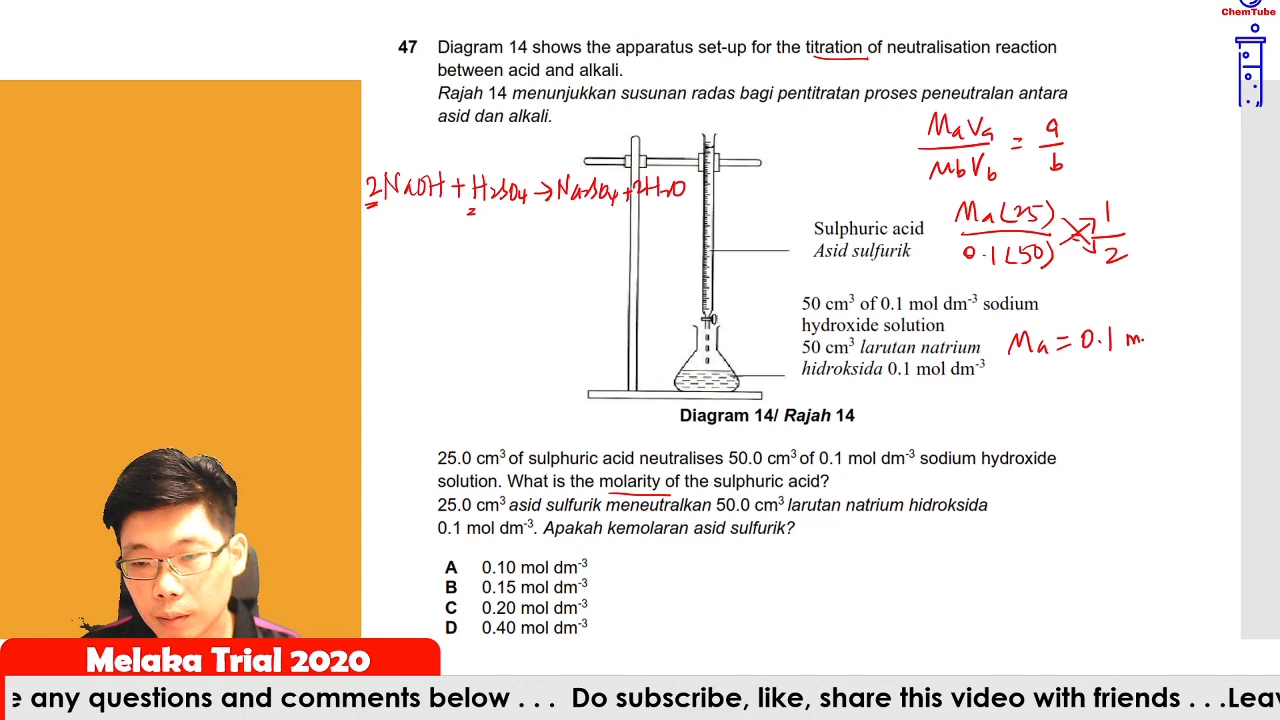 ChemTube
47 Diagram 14 shows the apparatus set-up for the titration of neutralisation reaction
between acid and alkali.
Rajah 14 menunjukkan susunan radas bagi pentitratan proses peneutralan antara
asid dan alkali.
MaVa / MbVb = a / b
2NaOH + H2SO4 → Na2SO4 + 2H2O
Ma(25) / 0.1(50) 1 / 2
Sulphuric acid
Asid sulfurik
50 cm³ of 0.1 mol dm⁻³ sodium
hydroxide solution
50 cm³ larutan natrium
hidroksida 0.1 mol dm⁻³
Ma = 0.1 m
Diagram 14/ Rajah 14
25.0 cm³ of sulphuric acid neutralises 50.0 cm³ of 0.1 mol dm⁻³ sodium hydroxide
solution. What is the molarity of the sulphuric acid?
25.0 cm³ asid sulfurik meneutralkan 50.0 cm³ larutan natrium hidroksida
0.1 mol dm⁻³. Apakah kemolaran asid sulfurik?
A 0.10 mol dm⁻³
B 0.15 mol dm⁻³
C 0.20 mol dm⁻³
D 0.40 mol dm⁻³
Melaka Trial 2020
e any questions and comments below . . . Do subscribe, like, share this video with friends . . .Leav